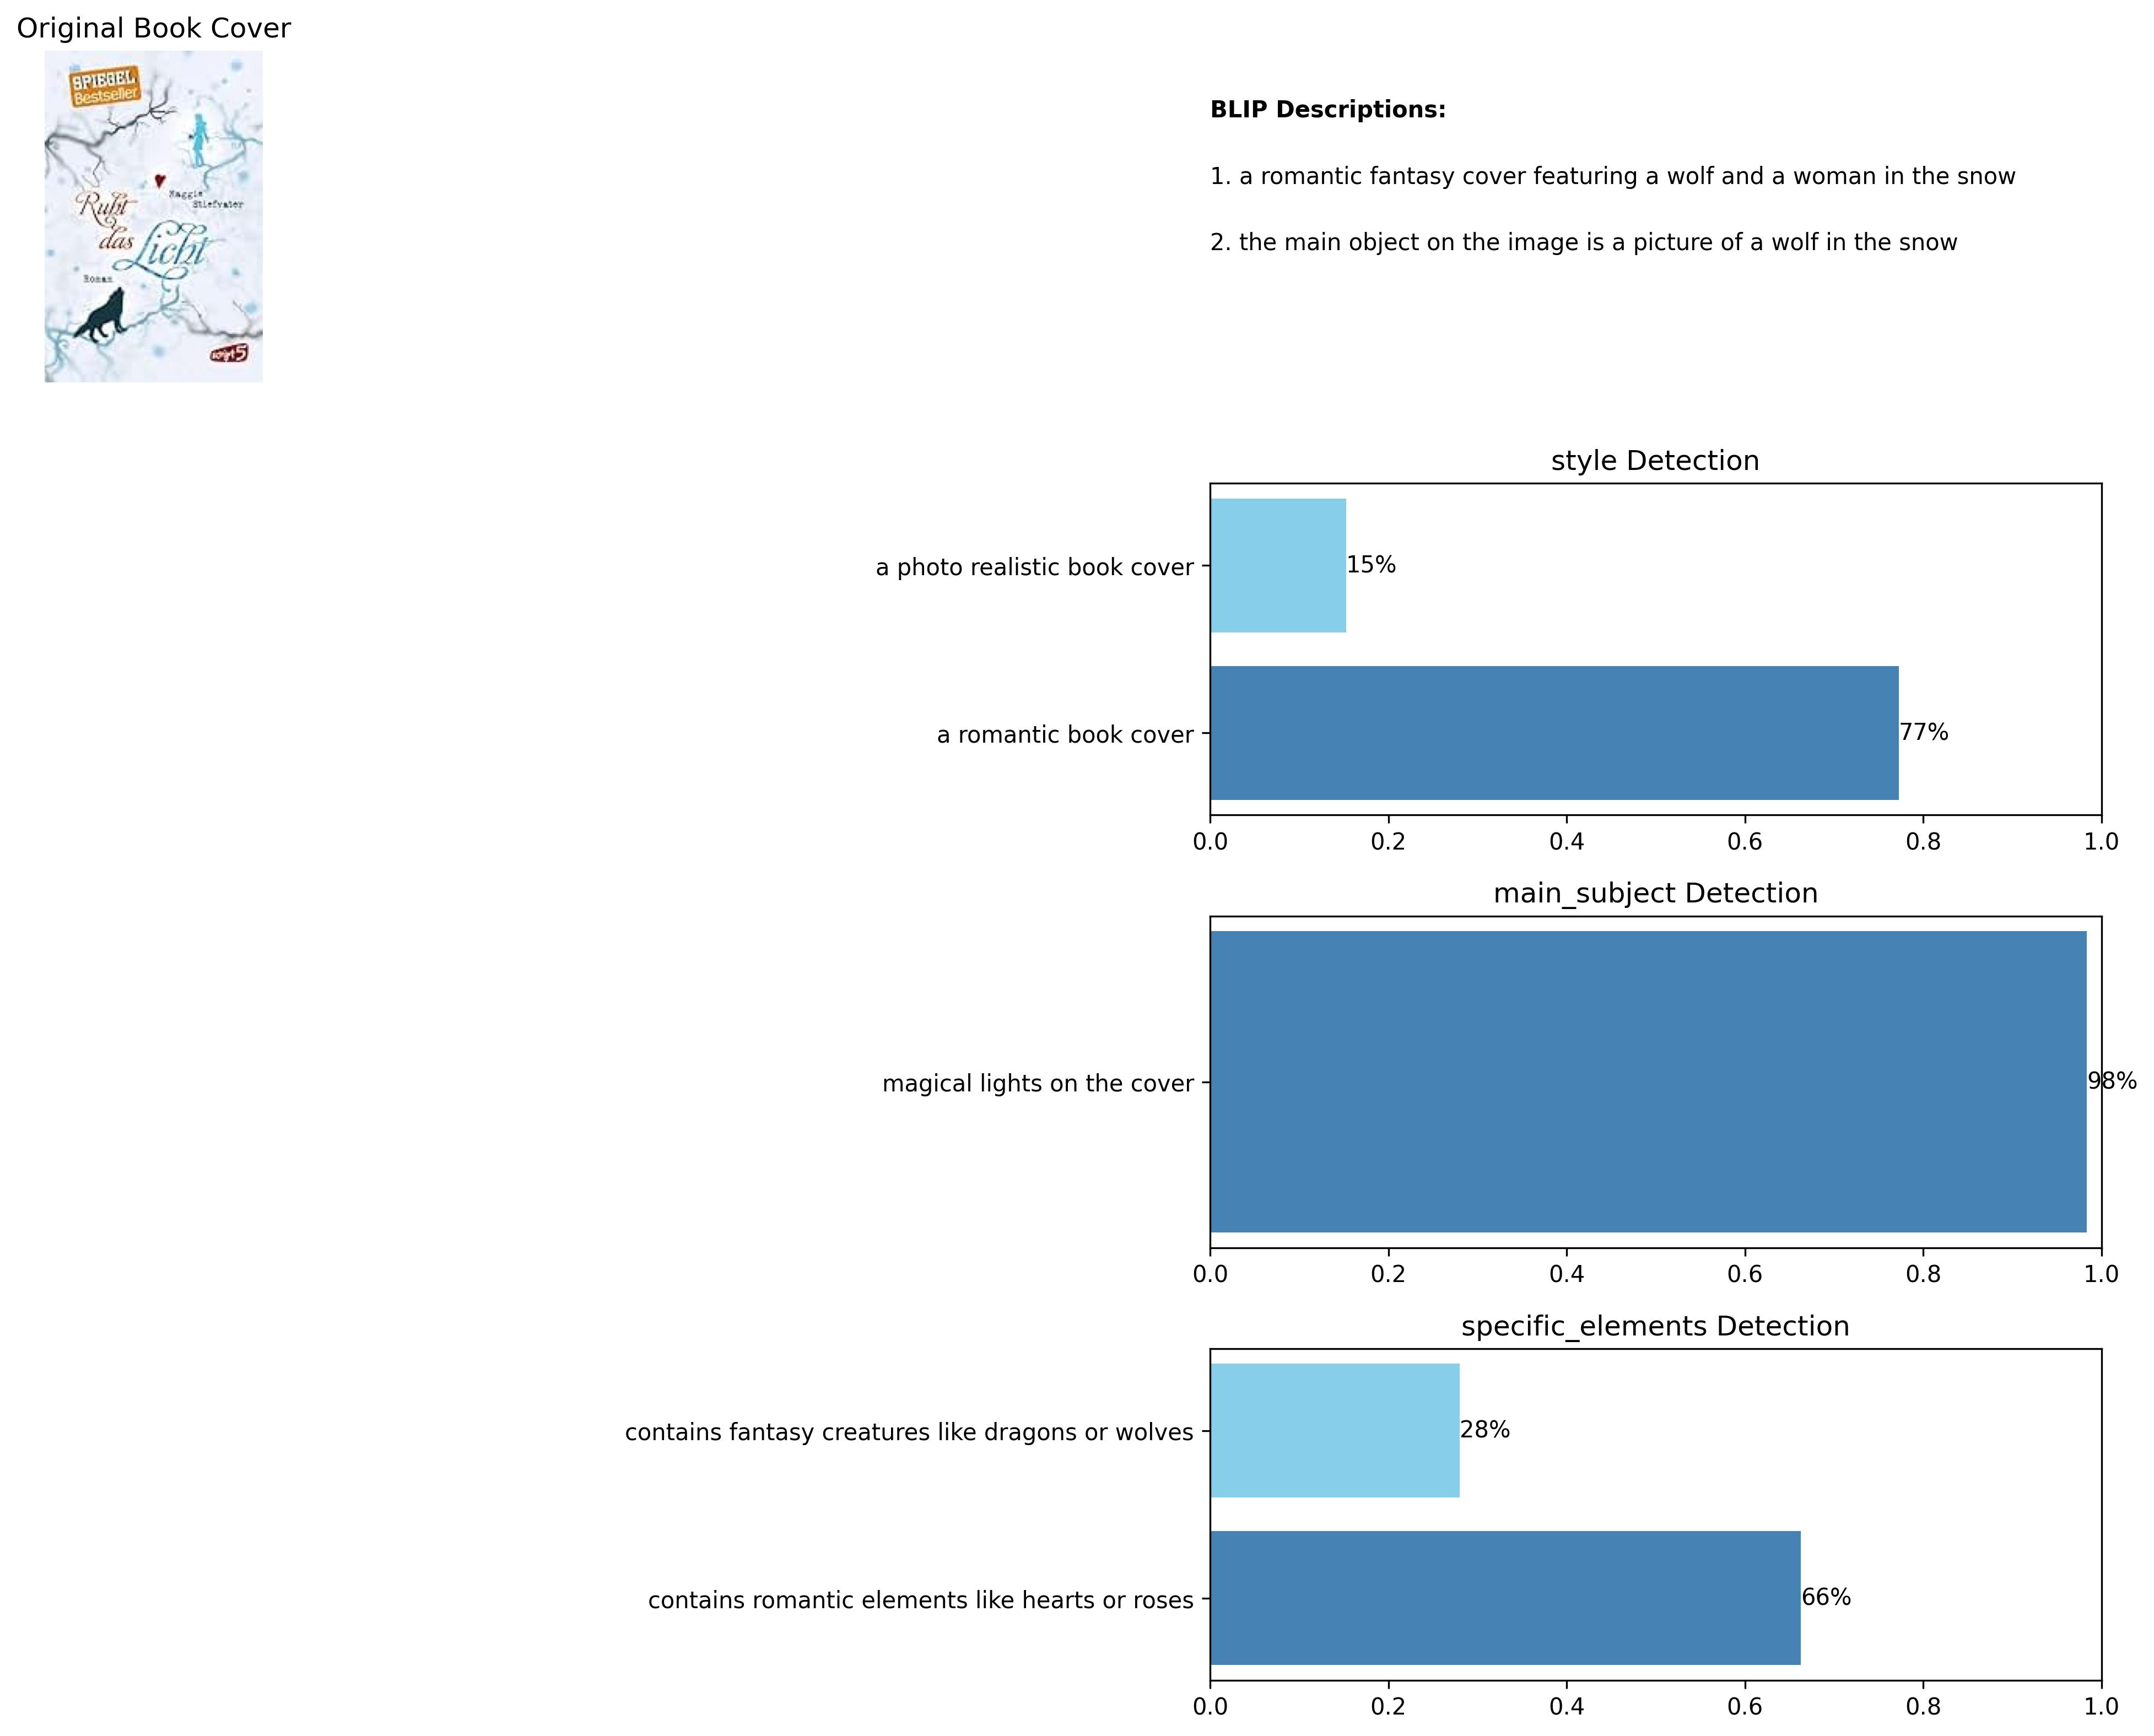 Original Book Cover
SPIEGEL
Bestseller
Maggie
Stiefvater
Ruht
das
Licht
Roman
script5
BLIP Descriptions:
1. a romantic fantasy cover featuring a wolf and a woman in the snow
2. the main object on the image is a picture of a wolf in the snow
style Detection
a photo realistic book cover
15%
a romantic book cover
77%
0.0 0.2 0.4 0.6 0.8 1.0
main_subject Detection
magical lights on the cover
98%
0.0 0.2 0.4 0.6 0.8 1.0
specific_elements Detection
contains fantasy creatures like dragons or wolves
28%
contains romantic elements like hearts or roses
66%
0.0 0.2 0.4 0.6 0.8 1.0